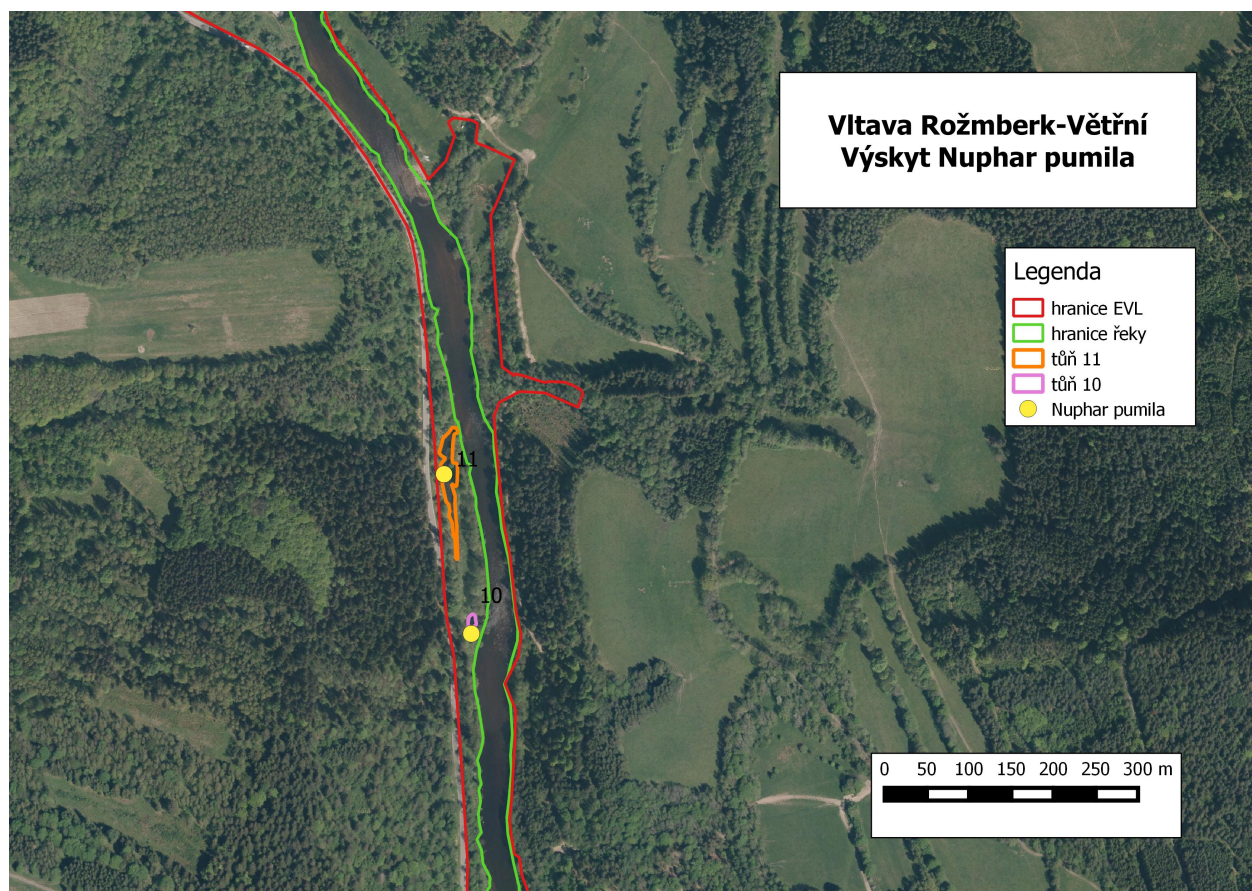 Vltava Rožmberk-Větřní
Výskyt Nuphar pumila
Legenda
hranice EVL
hranice řeky
tůň 11
tůň 10
Nuphar pumila
11
10
0 50 100 150 200 250 300 m